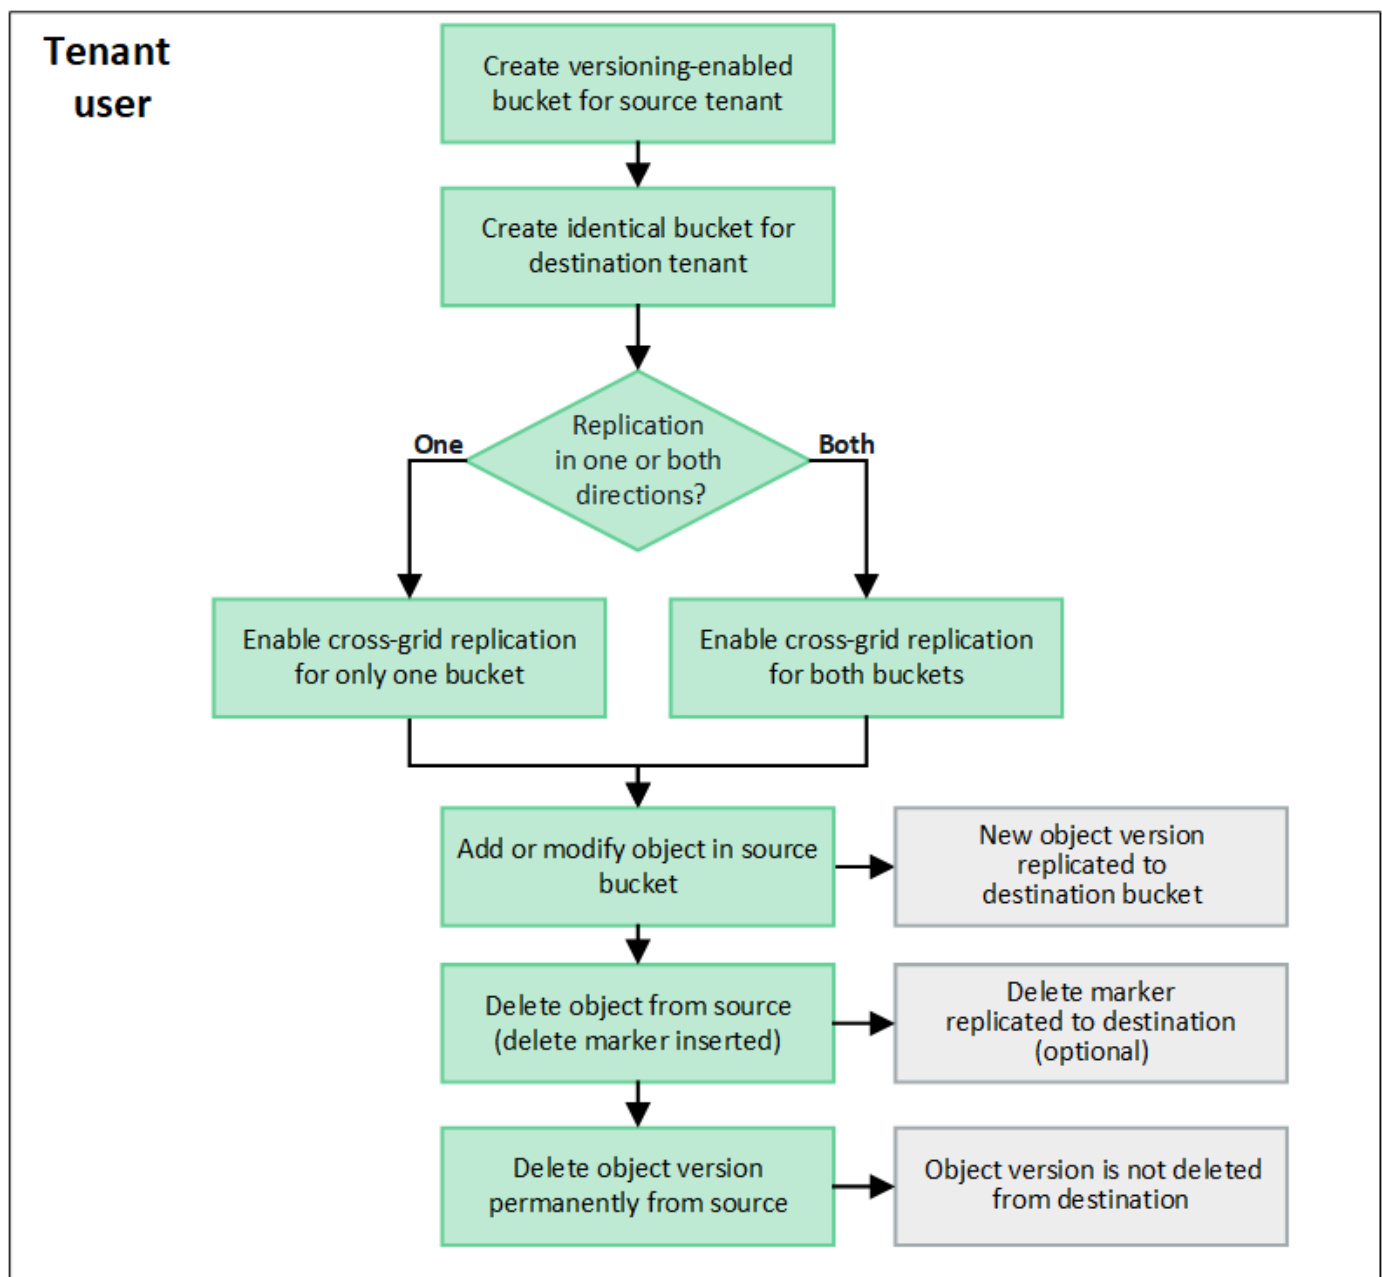 Tenant
user
Create versioning-enabled
bucket for source tenant
Create identical bucket for
destination tenant
Replication
in one or both
directions?
One
Both
Enable cross-grid replication
for only one bucket
Enable cross-grid replication
for both buckets
Add or modify object in source
bucket
New object version
replicated to
destination bucket
Delete object from source
(delete marker inserted)
Delete marker
replicated to destination
(optional)
Delete object version
permanently from source
Object version is not deleted
from destination